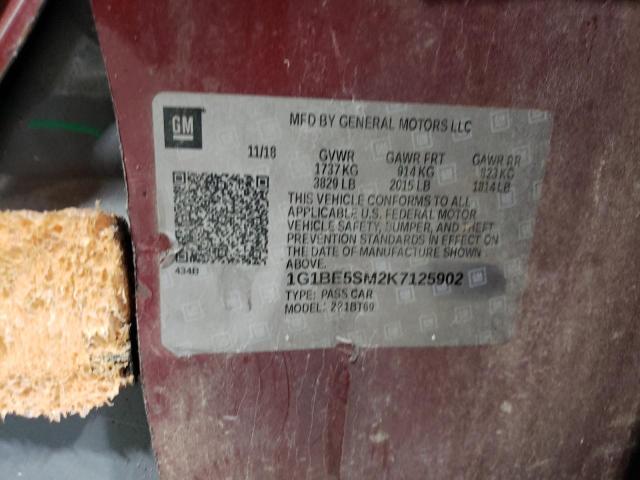 GM
MFD BY GENERAL MOTORS LLC
11/18 GVWR GAWR FRT GAWR RR
1737 KG 914 KG 823 KG
3829 LB 2015 LB 1814 LB
THIS VEHICLE CONFORMS TO ALL
APPLICABLE U.S. FEDERAL MOTOR
VEHICLE SAFETY, BUMPER, AND THEFT
PREVENTION STANDARDS IN EFFECT ON
THE DATE OF MANUFACTURE SHOWN
ABOVE.
434B
1G1BE5SM2K7125902
TYPE: PASS CAR
MODEL: 221BT69